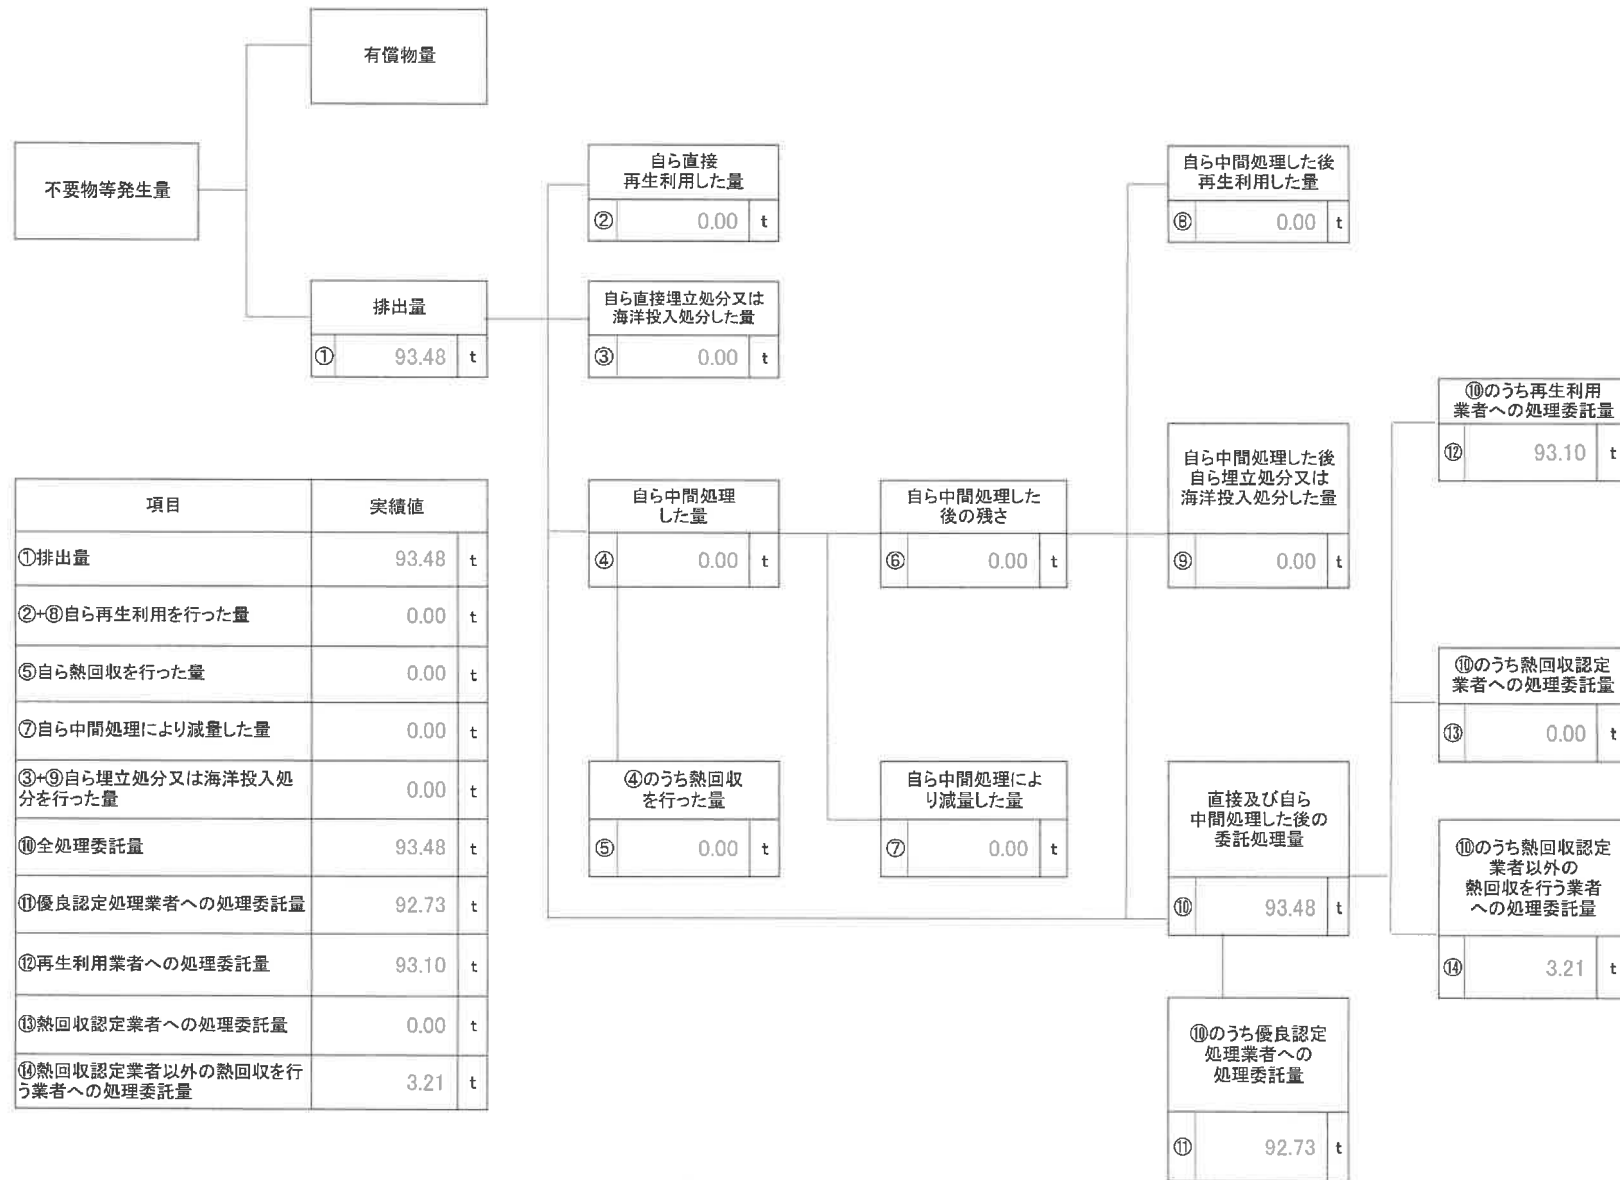 有償物量
不要物等発生量
排出量
① 93.48 t
自ら直接
再生利用した量
② 0.00 t
自ら直接埋立処分又は
海洋投入処分した量
③ 0.00 t
自ら中間処理
した量
④ 0.00 t
④のうち熱回収
を行った量
⑤ 0.00 t
自ら中間処理した
後の残さ
⑥ 0.00 t
自ら中間処理によ
り減量した量
⑦ 0.00 t
自ら中間処理した後
再生利用した量
⑧ 0.00 t
自ら中間処理した後
自ら埋立処分又は
海洋投入処分した量
⑨ 0.00 t
直接及び自ら
中間処理した後の
委託処理量
⑩ 93.48 t
⑩のうち優良認定
処理業者への
処理委託量
⑪ 92.73 t
⑩のうち再生利用
業者への処理委託量
⑫ 93.10 t
⑩のうち熱回収認定
業者への処理委託量
⑬ 0.00 t
⑩のうち熱回収認定
業者以外の
熱回収を行う業者
への処理委託量
⑭ 3.21 t
項目 実績値
①排出量 93.48 t
②+⑧自ら再生利用を行った量 0.00 t
⑤自ら熱回収を行った量 0.00 t
⑦自ら中間処理により減量した量 0.00 t
③+⑨自ら埋立処分又は海洋投入処
分を行った量 0.00 t
⑩全処理委託量 93.48 t
⑪優良認定処理業者への処理委託量 92.73 t
⑫再生利用業者への処理委託量 93.10 t
⑬熱回収認定業者への処理委託量 0.00 t
⑭熱回収認定業者以外の熱回収を行
う業者への処理委託量 3.21 t